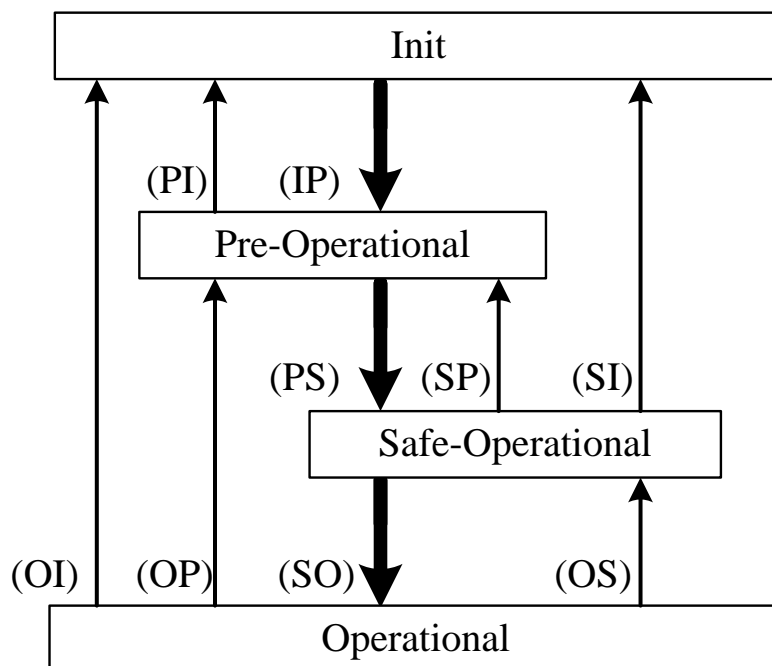 Init
(PI) (IP)
Pre-Operational
(PS) (SP) (SI)
Safe-Operational
(OI) (OP) (SO) (OS)
Operational